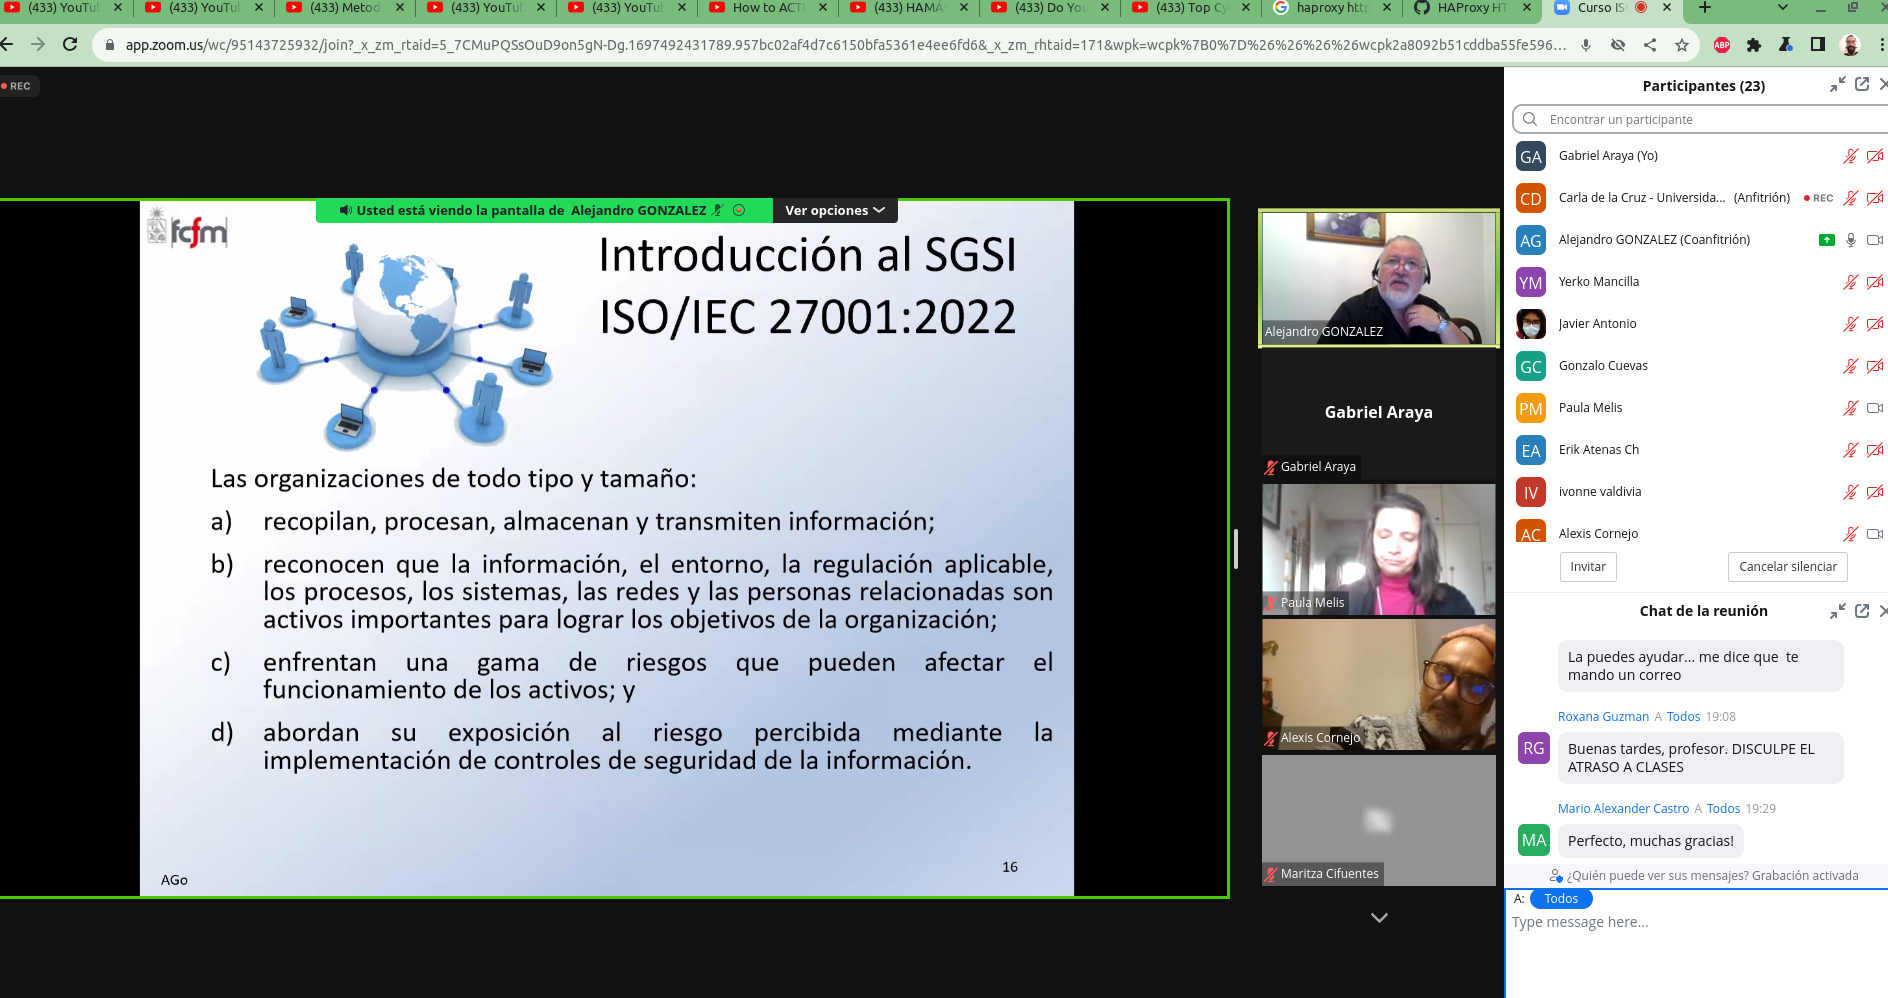 (433) YouTu
(433) YouTu
(433) Metod
(433) YouTu
(433) YouTu
How to ACT
(433) HAMÁ
(433) Do Yo
(433) Top Cy
haproxy http
HAProxy HT
Curso IS
app.zoom.us/wc/95143725932/join?_x_zm_rtaid=5_7CMuPQSsOuD9on5gN-Dg.1697492431789.957bc02af4d7c6150bfa5361e4ee6fd6&_x_zm_rhtaid=171&wpk=wcpk%7B0%7D%26%26%26%26wcpk2a8092b51cddba55fe596...
ABP
REC
Usted está viendo la pantalla de Alejandro GONZALEZ
Ver opciones
fcfm
Introducción al SGSI
ISO/IEC 27001:2022
Las organizaciones de todo tipo y tamaño:
a) recopilan, procesan, almacenan y transmiten información;
b) reconocen que la información, el entorno, la regulación aplicable,
los procesos, los sistemas, las redes y las personas relacionadas son
activos importantes para lograr los objetivos de la organización;
c) enfrentan una gama de riesgos que pueden afectar el
funcionamiento de los activos; y
d) abordan su exposición al riesgo percibida mediante la
implementación de controles de seguridad de la información.
AGo
16
Alejandro GONZALEZ
Gabriel Araya
Gabriel Araya
Paula Melis
Alexis Cornejo
Maritza Cifuentes
Participantes (23)
Encontrar un participante
GA Gabriel Araya (Yo)
CD Carla de la Cruz - Universida... (Anfitrión) REC
AG Alejandro GONZALEZ (Coanfitrión)
YM Yerko Mancilla
Javier Antonio
GC Gonzalo Cuevas
PM Paula Melis
EA Erik Atenas Ch
IV ivonne valdivia
AC Alexis Cornejo
Invitar
Cancelar silenciar
Chat de la reunión
La puedes ayudar... me dice que te
mando un correo
Roxana Guzman A Todos 19:08
RG
Buenas tardes, profesor. DISCULPE EL
ATRASO A CLASES
Mario Alexander Castro A Todos 19:29
MA
Perfecto, muchas gracias!
¿Quién puede ver sus mensajes? Grabación activada
A: Todos
Type message here...